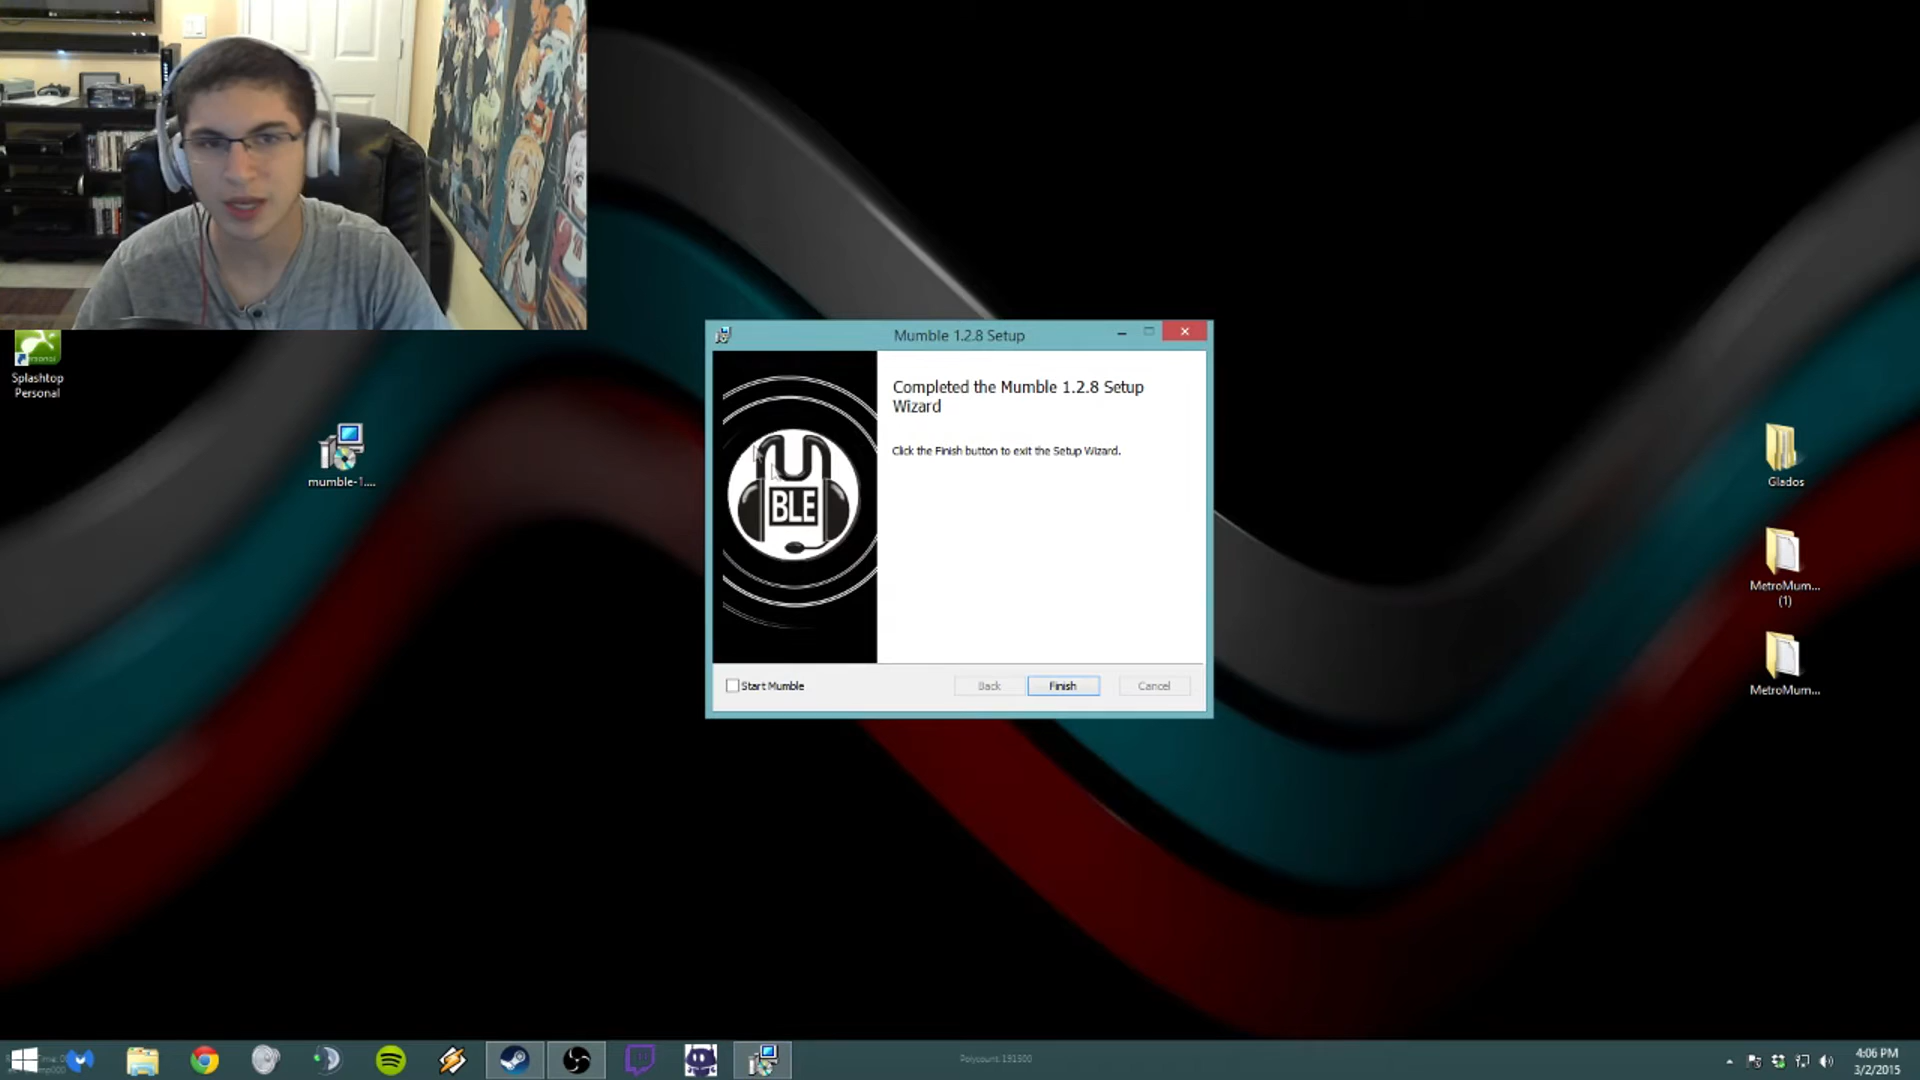 Splashtop
Personal
mumble-1....
Mumble 1.2.8 Setup
Completed the Mumble 1.2.8 Setup
Wizard
Click the Finish button to exit the Setup Wizard.
BLE
Start Mumble
Back
Finish
Cancel
Glados
MetroMum...
(1)
MetroMum...
Polycount: 191500
4:06 PM
3/2/2015